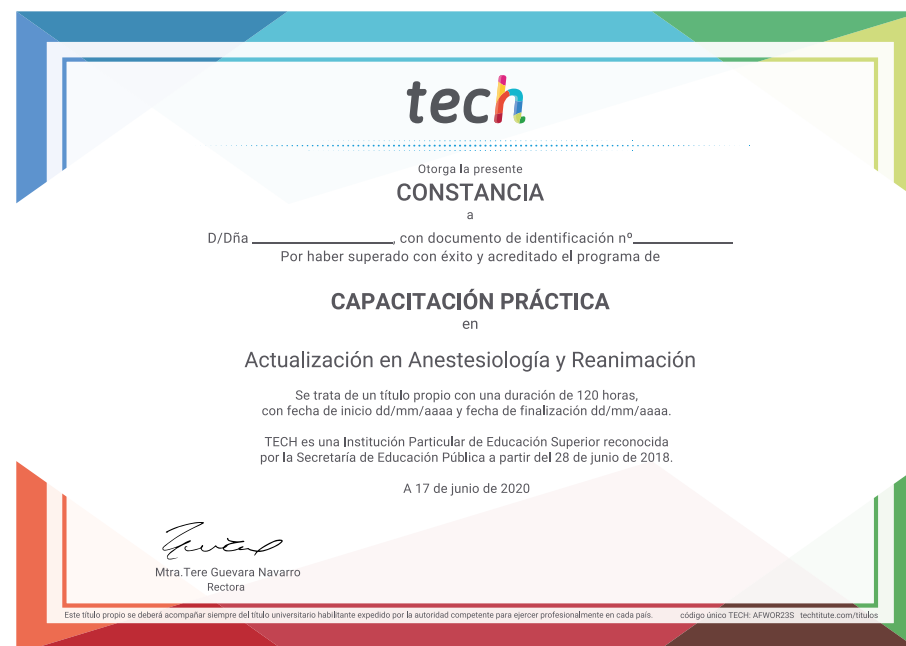 tech
Otorga la presente
CONSTANCIA
a
D/Dña ____________________, con documento de identificación nº______________
Por haber superado con éxito y acreditado el programa de
CAPACITACIÓN PRÁCTICA
en
Actualización en Anestesiología y Reanimación
Se trata de un título propio con una duración de 120 horas,
con fecha de inicio dd/mm/aaaa y fecha de finalización dd/mm/aaaa.
TECH es una Institución Particular de Educación Superior reconocida
por la Secretaría de Educación Pública a partir del 28 de junio de 2018.
A 17 de junio de 2020
Mtra.Tere Guevara Navarro
Rectora
Este título propio se deberá acompañar siempre del título universitario habilitante expedido por la autoridad competente para ejercer profesionalmente en cada país. código único TECH: AFWOR23S techtitute.com/titulos